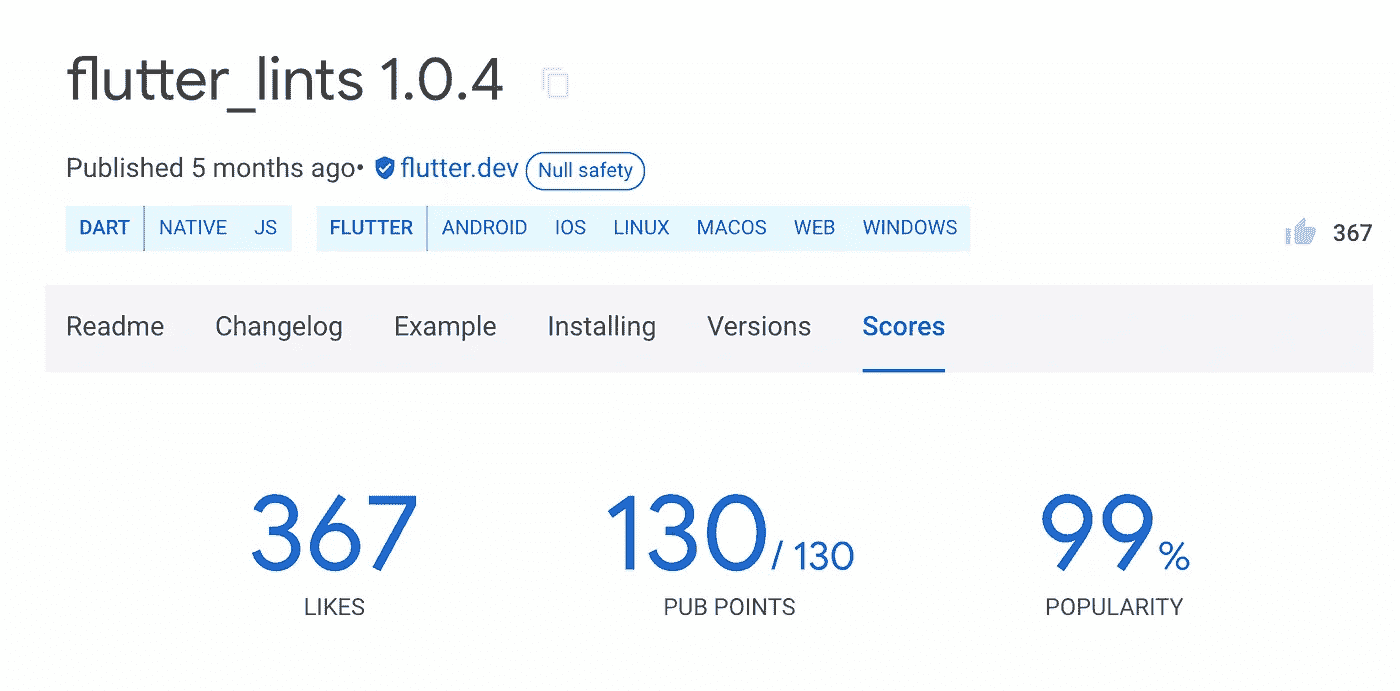 flutter_lints 1.0.4
Published 5 months ago• flutter.dev Null safety
DART NATIVE JS FLUTTER ANDROID IOS LINUX MACOS WEB WINDOWS 367
Readme Changelog Example Installing Versions Scores
367 130/ 130 99%
LIKES PUB POINTS POPULARITY